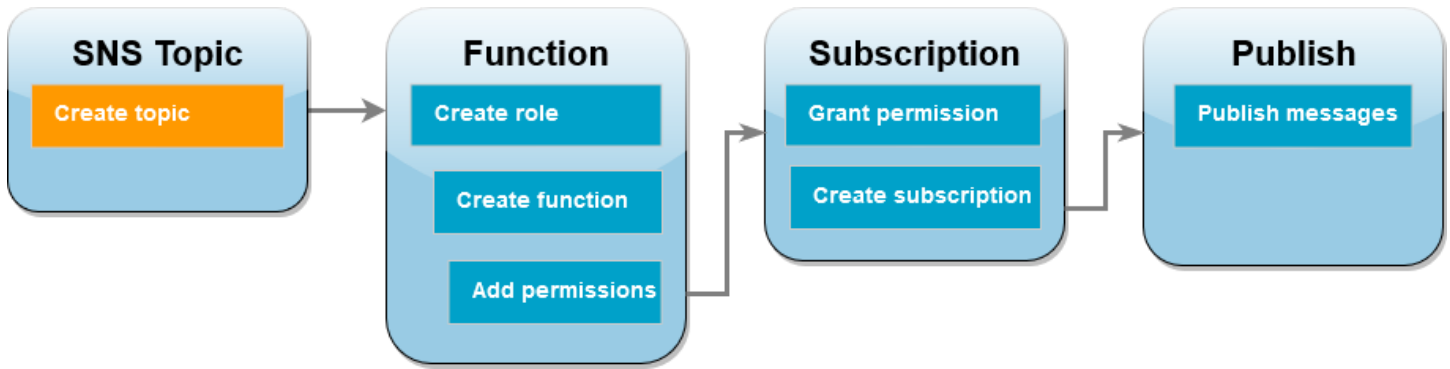 SNS Topic
Create topic
Function
Create role
Create function
Add permissions
Subscription
Grant permission
Create subscription
Publish
Publish messages